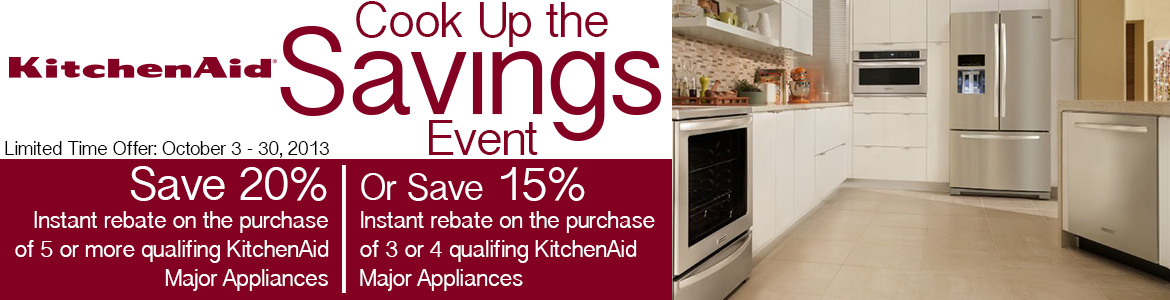 KitchenAid®
Cook Up the
Savings
Event
Limited Time Offer: October 3 - 30, 2013
Save 20%
Instant rebate on the purchase
of 5 or more qualifing KitchenAid
Major Appliances
Or Save 15%
Instant rebate on the purchase
of 3 or 4 qualifing KitchenAid
Major Appliances